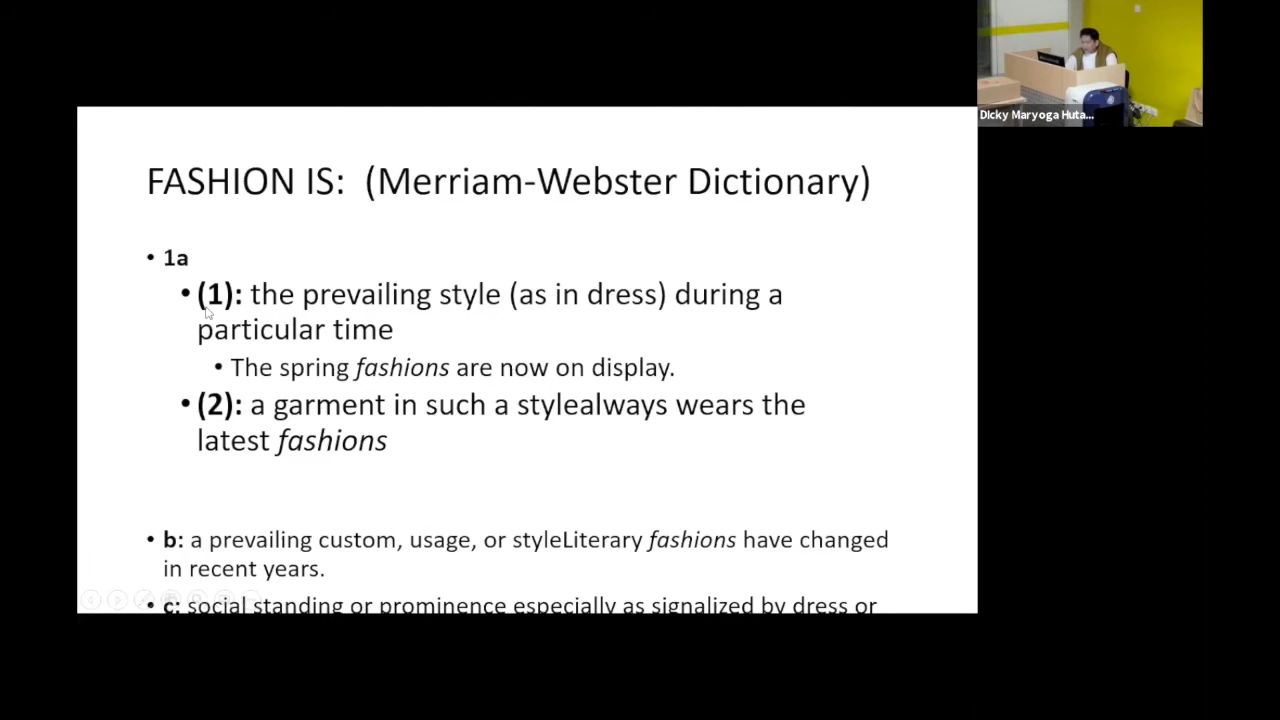 FASHION IS: (Merriam-Webster Dictionary)
• 1a
• (1): the prevailing style (as in dress) during a
particular time
• The spring fashions are now on display.
• (2): a garment in such a stylealways wears the
latest fashions
• b: a prevailing custom, usage, or styleLiterary fashions have changed
in recent years.
• c: social standing or prominence especially as signalized by dress or
Dicky Maryoga Huta...